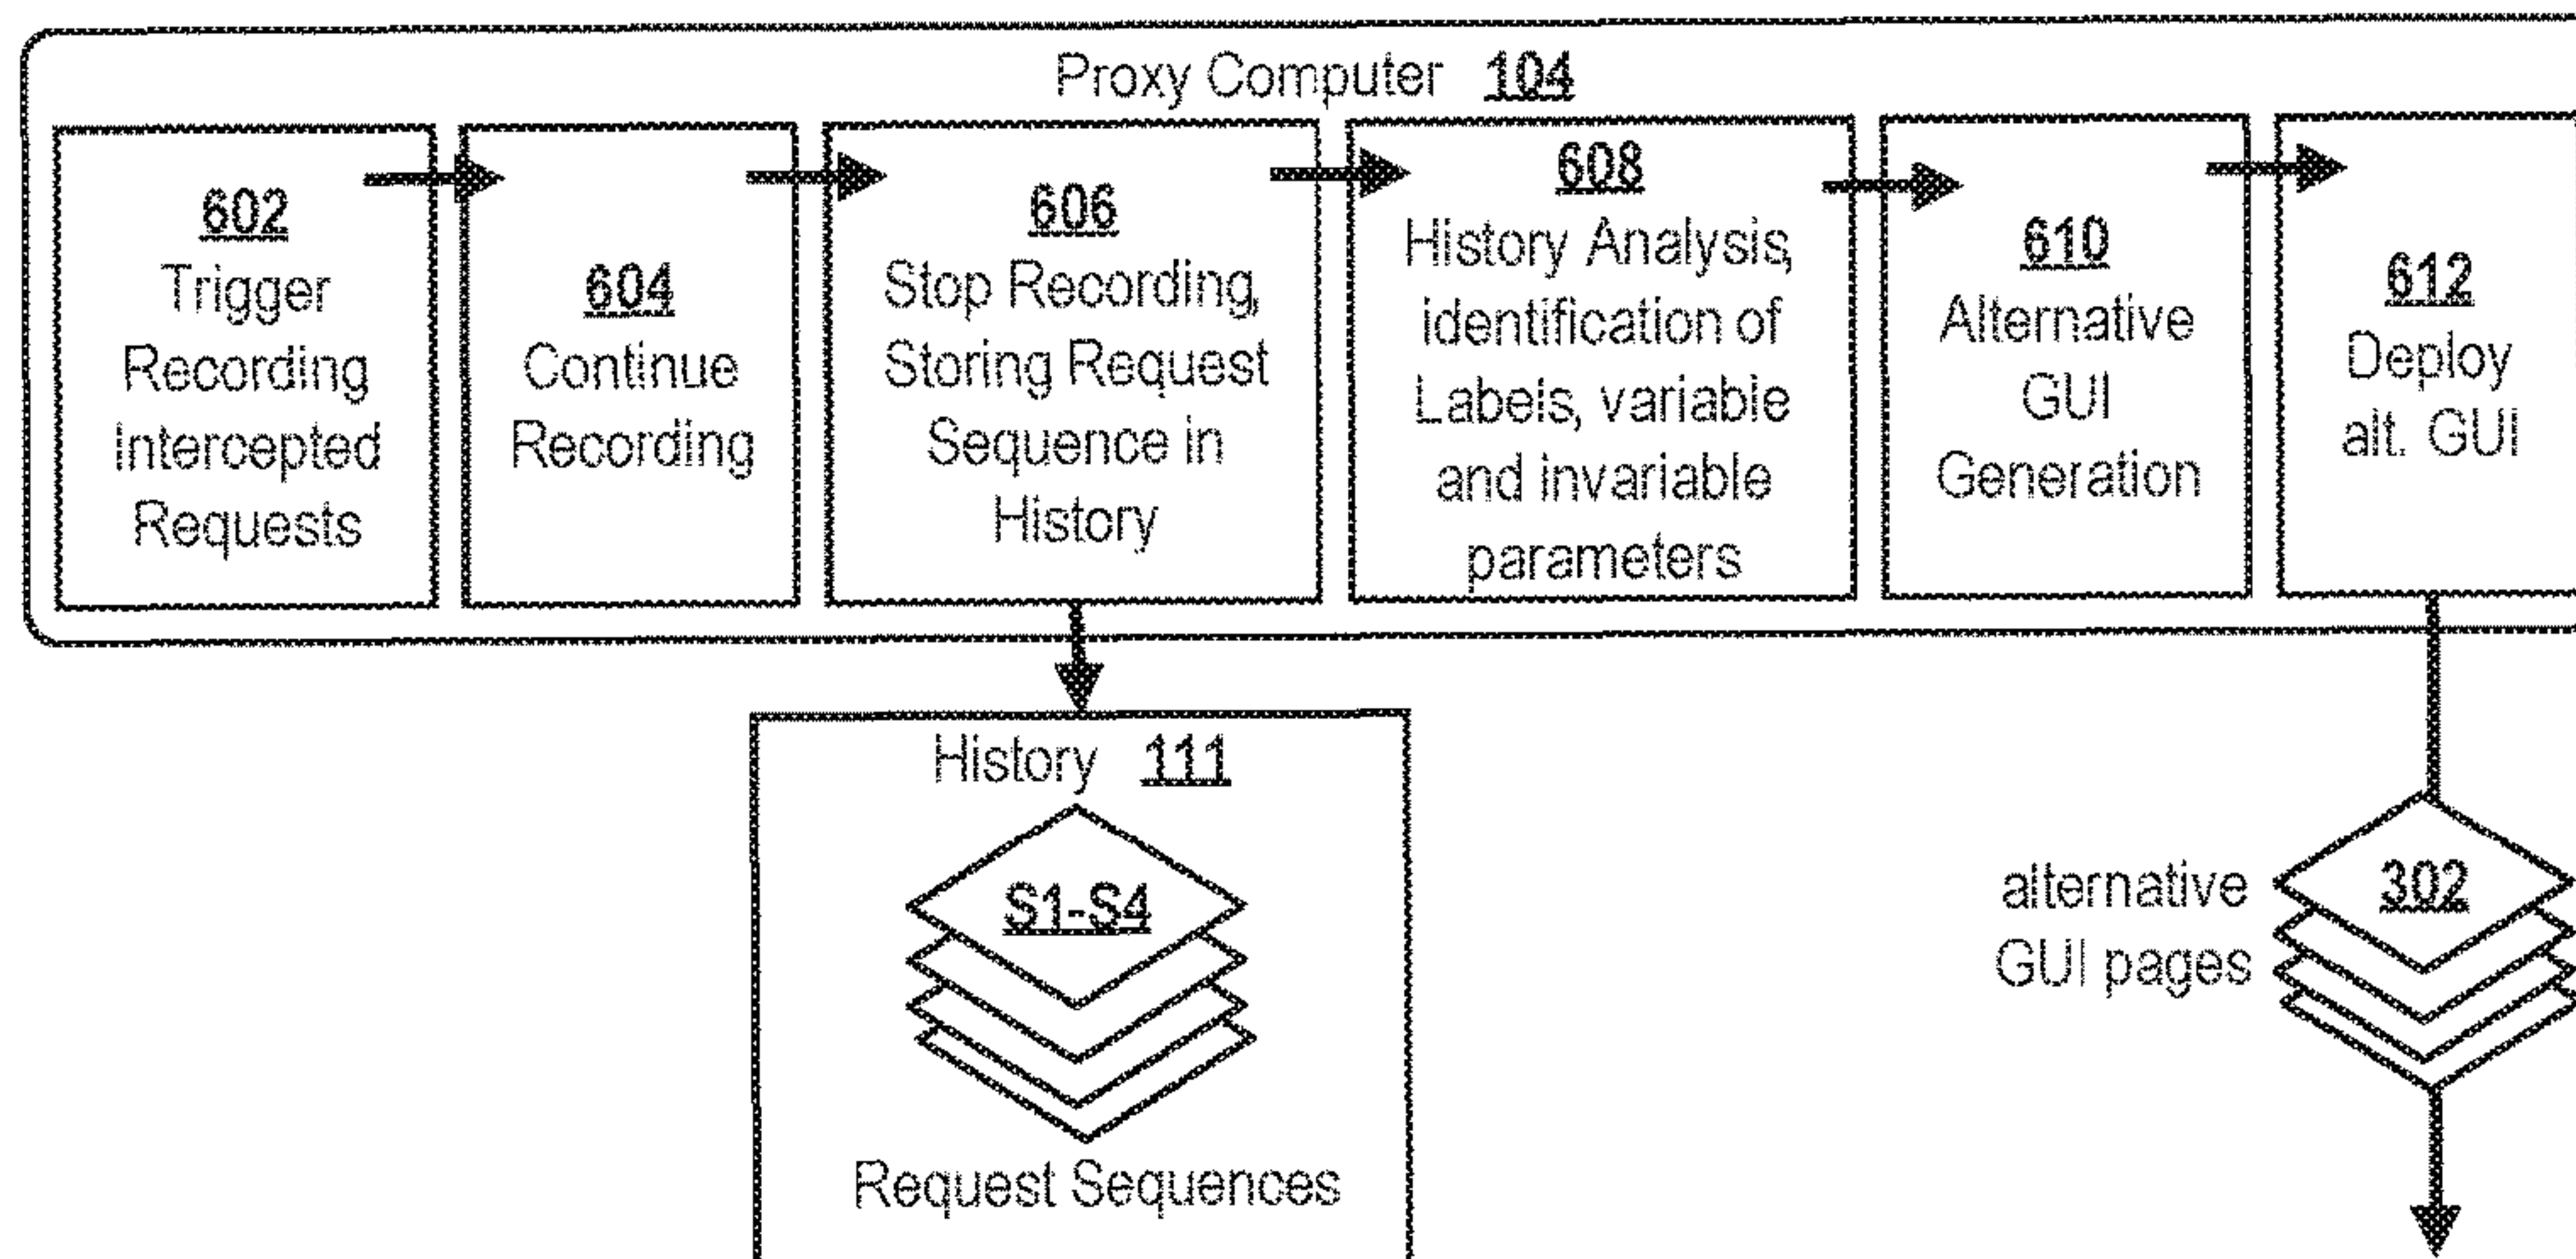 Proxy Computer 104
602
Trigger
Recording
Intercepted
Requests
604
Continue
Recording
606
Stop Recording,
Storing Request
Sequence in
History
608
History Analysis,
identification of
Labels, variable
and invariable
parameters
610
Alternative
GUI
Generation
612
Deploy
alt. GUI
History 111
S1-S4
Request Sequences
alternative
GUI pages
302